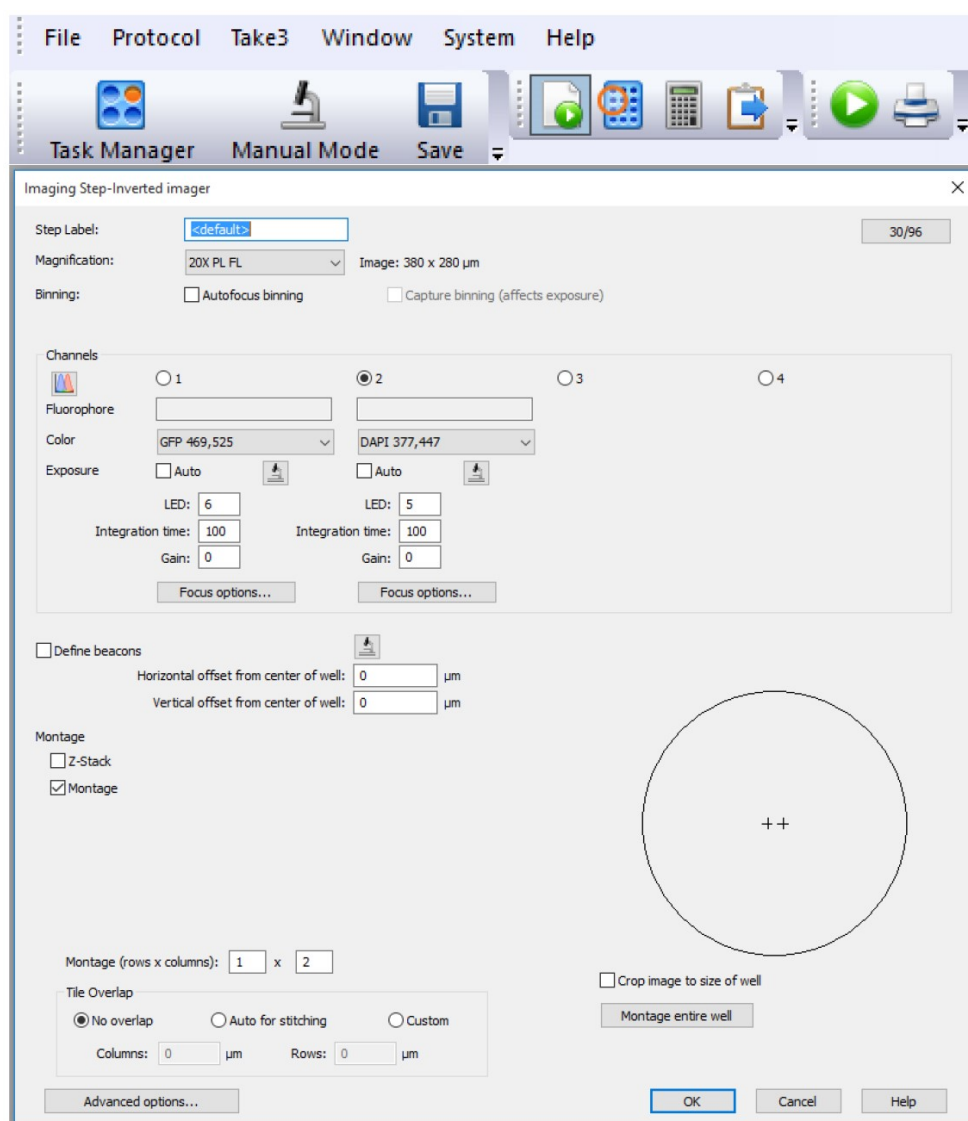 File Protocol Take3 Window System Help
Task Manager Manual Mode Save
Imaging Step-Inverted imager
Step Label: <default> 30/96
Magnification: 20X PL FL Image: 380 x 280 µm
Binning: Autofocus binning Capture binning (affects exposure)
Channels
1 2 3 4
Fluorophore
Color GFP 469,525 DAPI 377,447
Exposure Auto Auto
LED: 6 LED: 5
Integration time: 100 Integration time: 100
Gain: 0 Gain: 0
Focus options... Focus options...
Define beacons
Horizontal offset from center of well: 0 µm
Vertical offset from center of well: 0 µm
Montage
Z-Stack
Montage
Montage (rows x columns): 1 x 2
Crop image to size of well
Tile Overlap
No overlap Auto for stitching Custom Montage entire well
Columns: 0 µm Rows: 0 µm
Advanced options... OK Cancel Help